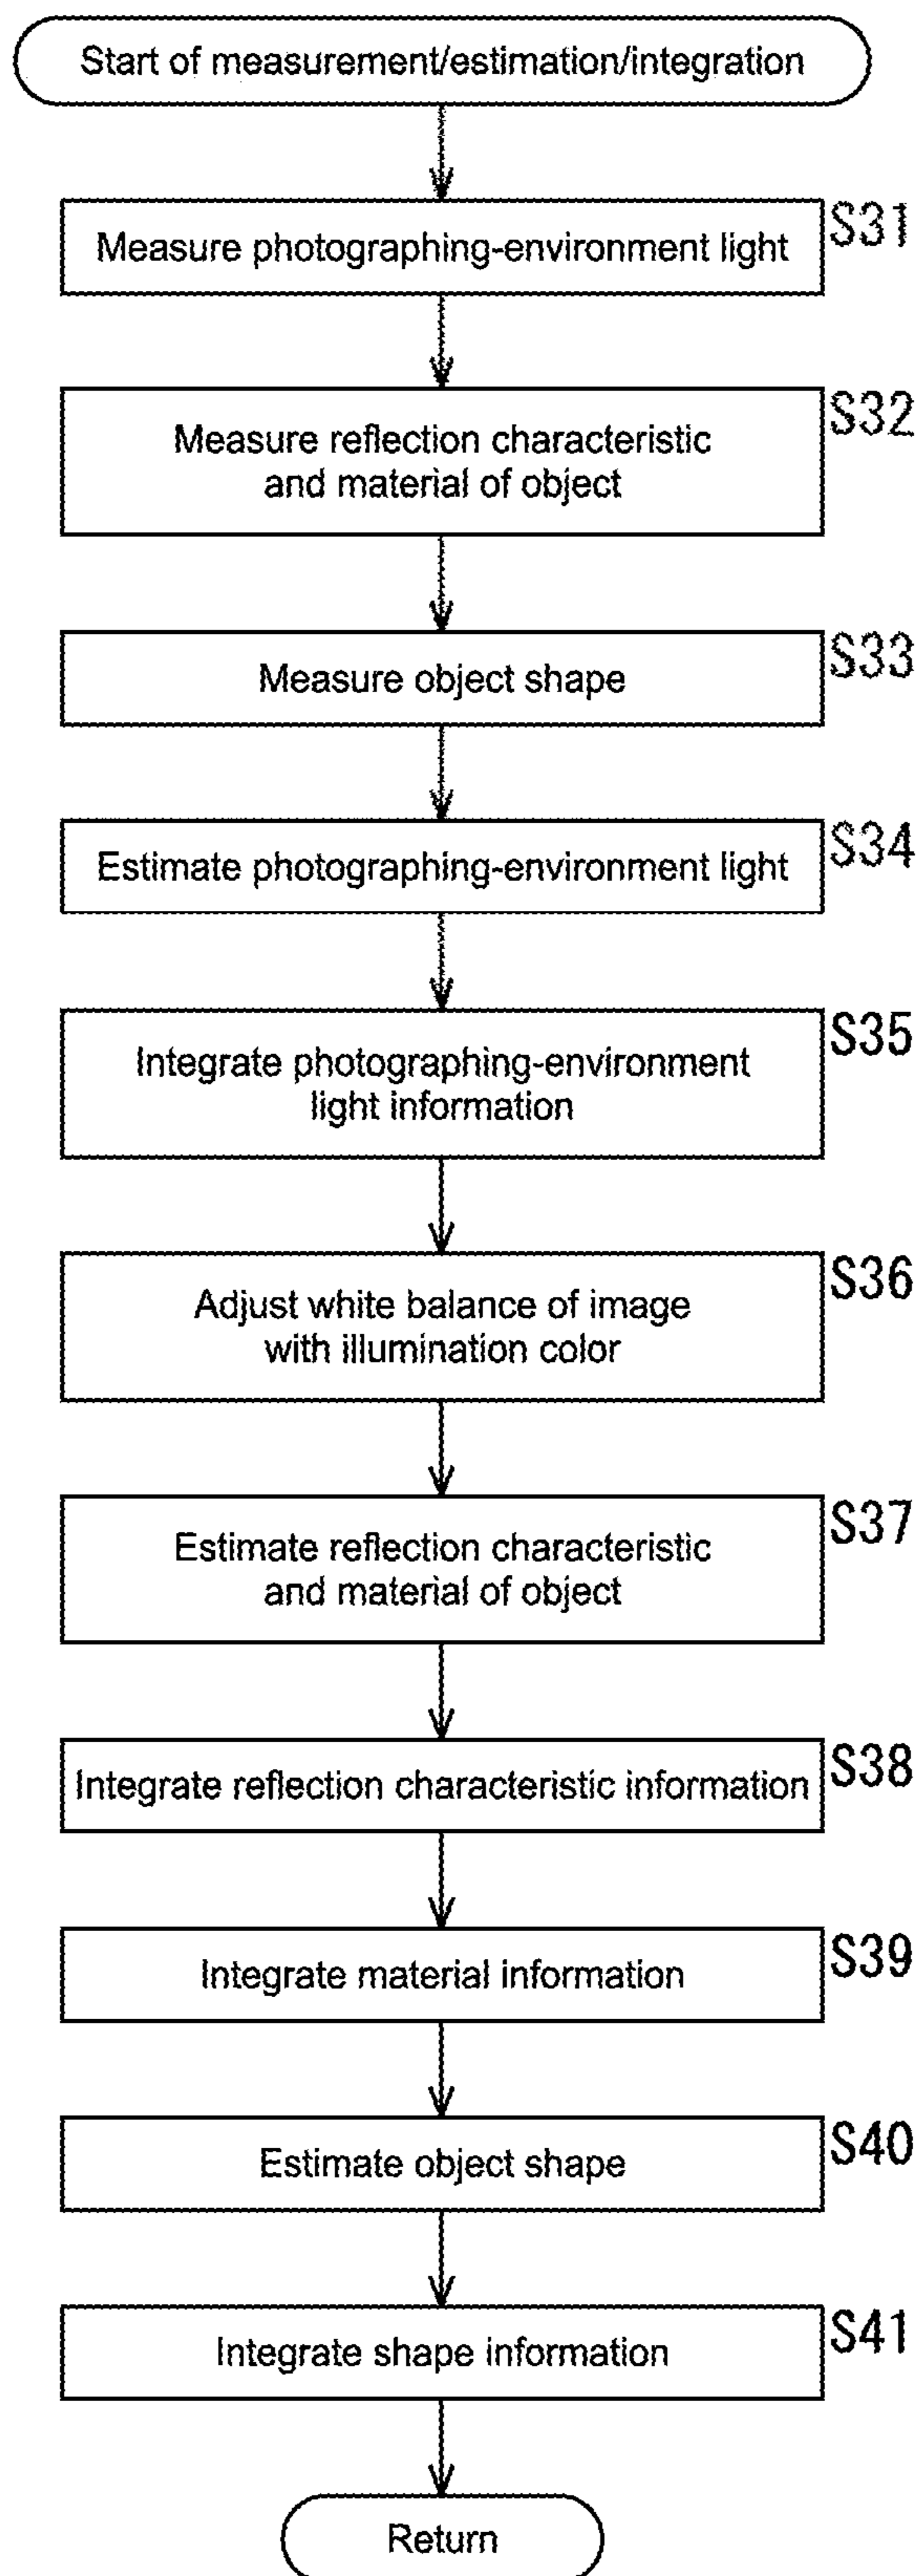 Start of measurement/estimation/integration
S31
Measure photographing-environment light
S32
Measure reflection characteristic
and material of object
S33
Measure object shape
S34
Estimate photographing-environment light
S35
Integrate photographing-environment
light information
S36
Adjust white balance of image
with illumination color
S37
Estimate reflection characteristic
and material of object
S38
Integrate reflection characteristic information
S39
Integrate material information
S40
Estimate object shape
S41
Integrate shape information
Return